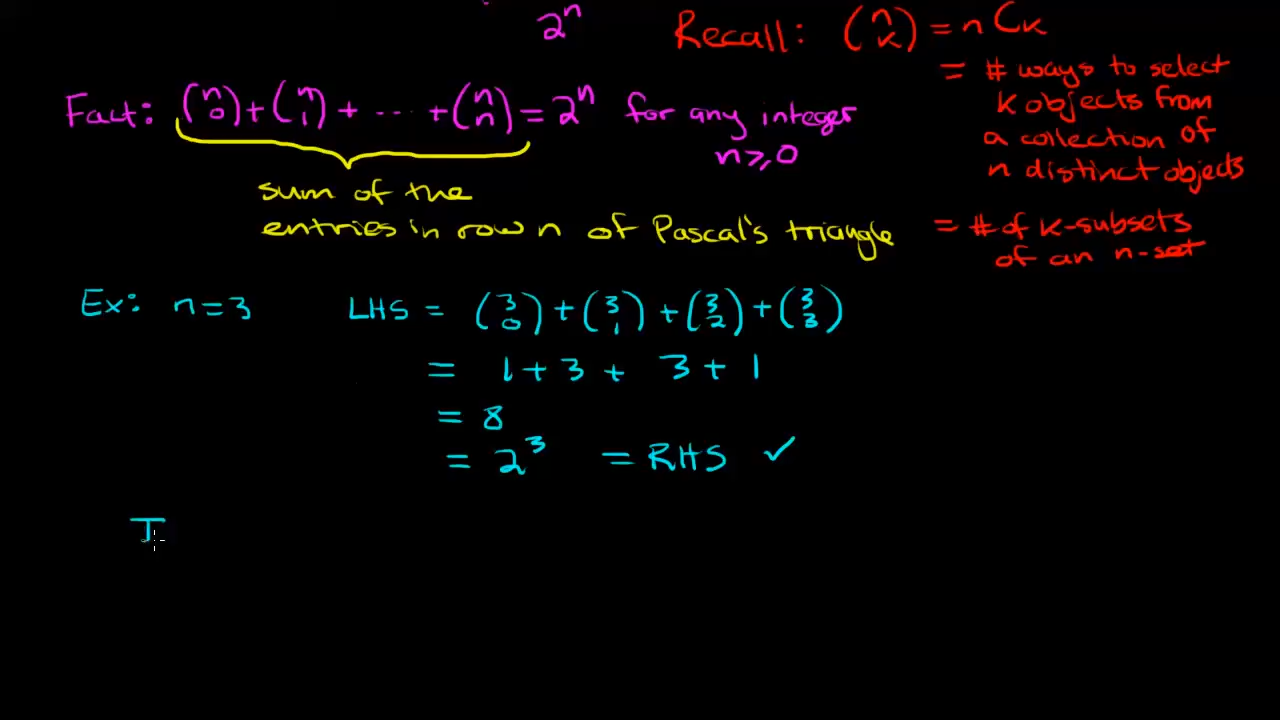 2ⁿ
Recall: (n k) = n Cₖ
= # ways to select
k objects from
a collection of
n distinct objects
= # of k-subsets
of an n-set
Fact: (n 0) + (n 1) + ... + (n n) = 2ⁿ for any integer
n ≥ 0
sum of the
entries in row n of Pascal's triangle
Ex: n = 3 LHS = (3 0) + (3 1) + (3 2) + (3 3)
= 1 + 3 + 3 + 1
= 8
= 2³ = RHS ✓
I